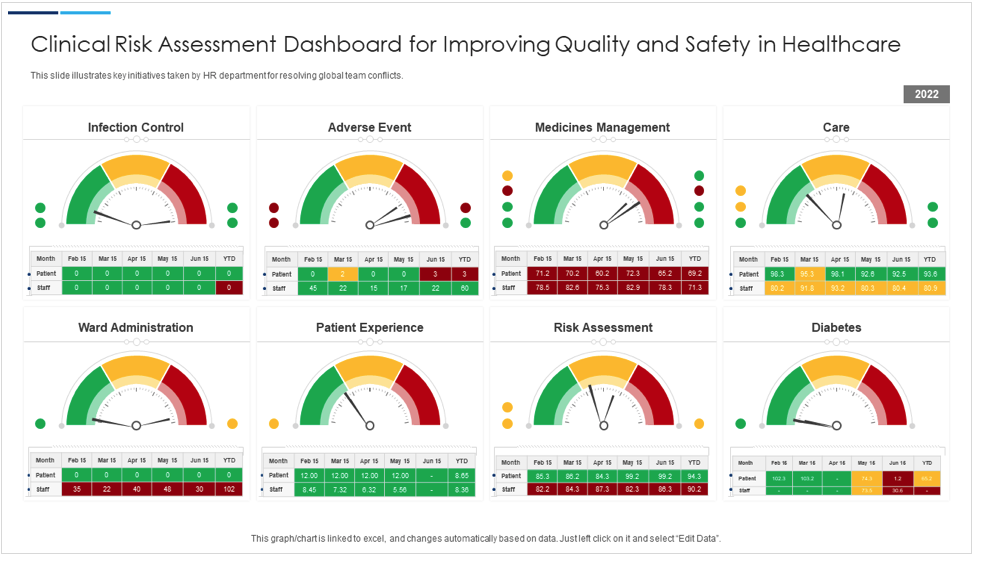 Clinical Risk Assessment Dashboard for Improving Quality and Safety in Healthcare
This slide illustrates key initiatives taken by HR department for resolving global team conflicts.
2022
Infection Control
Month Feb 15 Mar 15 Apr 15 May 15 Jun 15 YTD
Patient 0 0 0 0 0 0
Staff 0 0 0 0 0 0
Adverse Event
Month Feb 15 Mar 15 Apr 15 May 15 Jun 15 YTD
Patient 0 2 0 0 3 3
Staff 45 22 15 17 22 60
Medicines Management
Month Feb 15 Mar 15 Apr 15 May 15 Jun 15 YTD
Patient 71.2 70.2 60.2 72.3 65.2 69.2
Staff 78.5 82.6 75.3 82.9 78.3 71.3
Care
Month Feb 15 Mar 15 Apr 15 May 15 Jun 15 YTD
Patient 98.3 95.3 98.1 92.6 92.5 93.6
Staff 80.2 91.8 93.2 80.3 80.4 80.9
Ward Administration
Month Feb 15 Mar 15 Apr 15 May 15 Jun 15 YTD
Patient 0 0 0 0 0 0
Staff 35 22 40 48 30 102
Patient Experience
Month Feb 15 Mar 15 Apr 15 May 15 Jun 15 YTD
Patient 12.00 12.00 12.00 12.00 - 8.65
Staff 8.45 7.32 6.32 5.56 - 8.36
Risk Assessment
Month Feb 15 Mar 15 Apr 15 May 15 Jun 15 YTD
Patient 85.3 86.2 84.3 99.2 99.2 94.3
Staff 82.2 84.3 87.3 82.3 86.3 90.2
Diabetes
Month Feb 16 Mar 16 Apr 16 May 16 Jun 16 YTD
Patient 102.3 103.2 - 1.2
Staff - - - 30.6 -
This graph/chart is linked to excel, and changes automatically based on data. Just left click on it and select “Edit Data”.